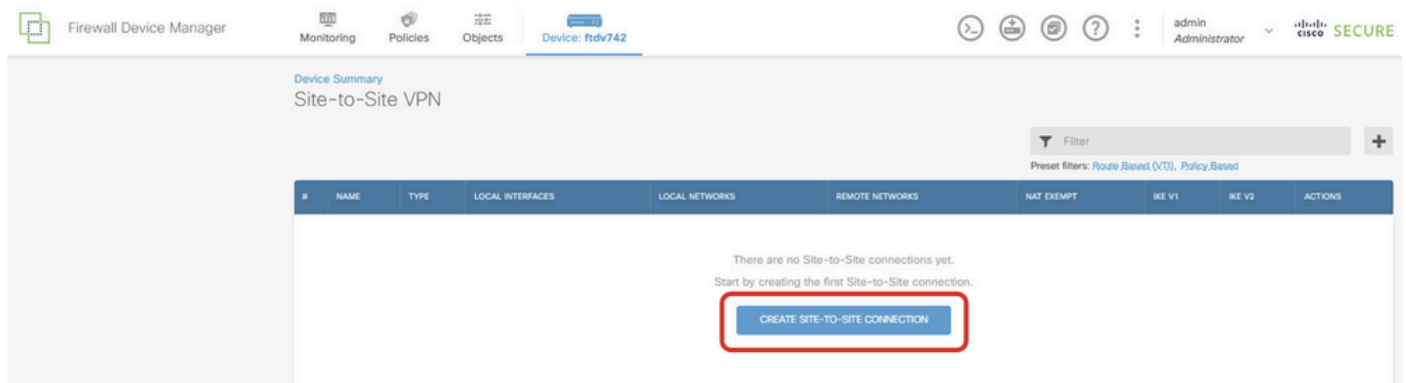 Firewall Device Manager
Monitoring
Policies
Objects
Device: ftdv742
admin
Administrator
cisco SECURE
Device Summary
Site-to-Site VPN
Filter
Preset filters: Route Based (VTI), Policy Based
# NAME TYPE LOCAL INTERFACES LOCAL NETWORKS REMOTE NETWORKS NAT EXEMPT IKE V1 IKE V2 ACTIONS
There are no Site-to-Site connections yet.
Start by creating the first Site-to-Site connection.
CREATE SITE-TO-SITE CONNECTION